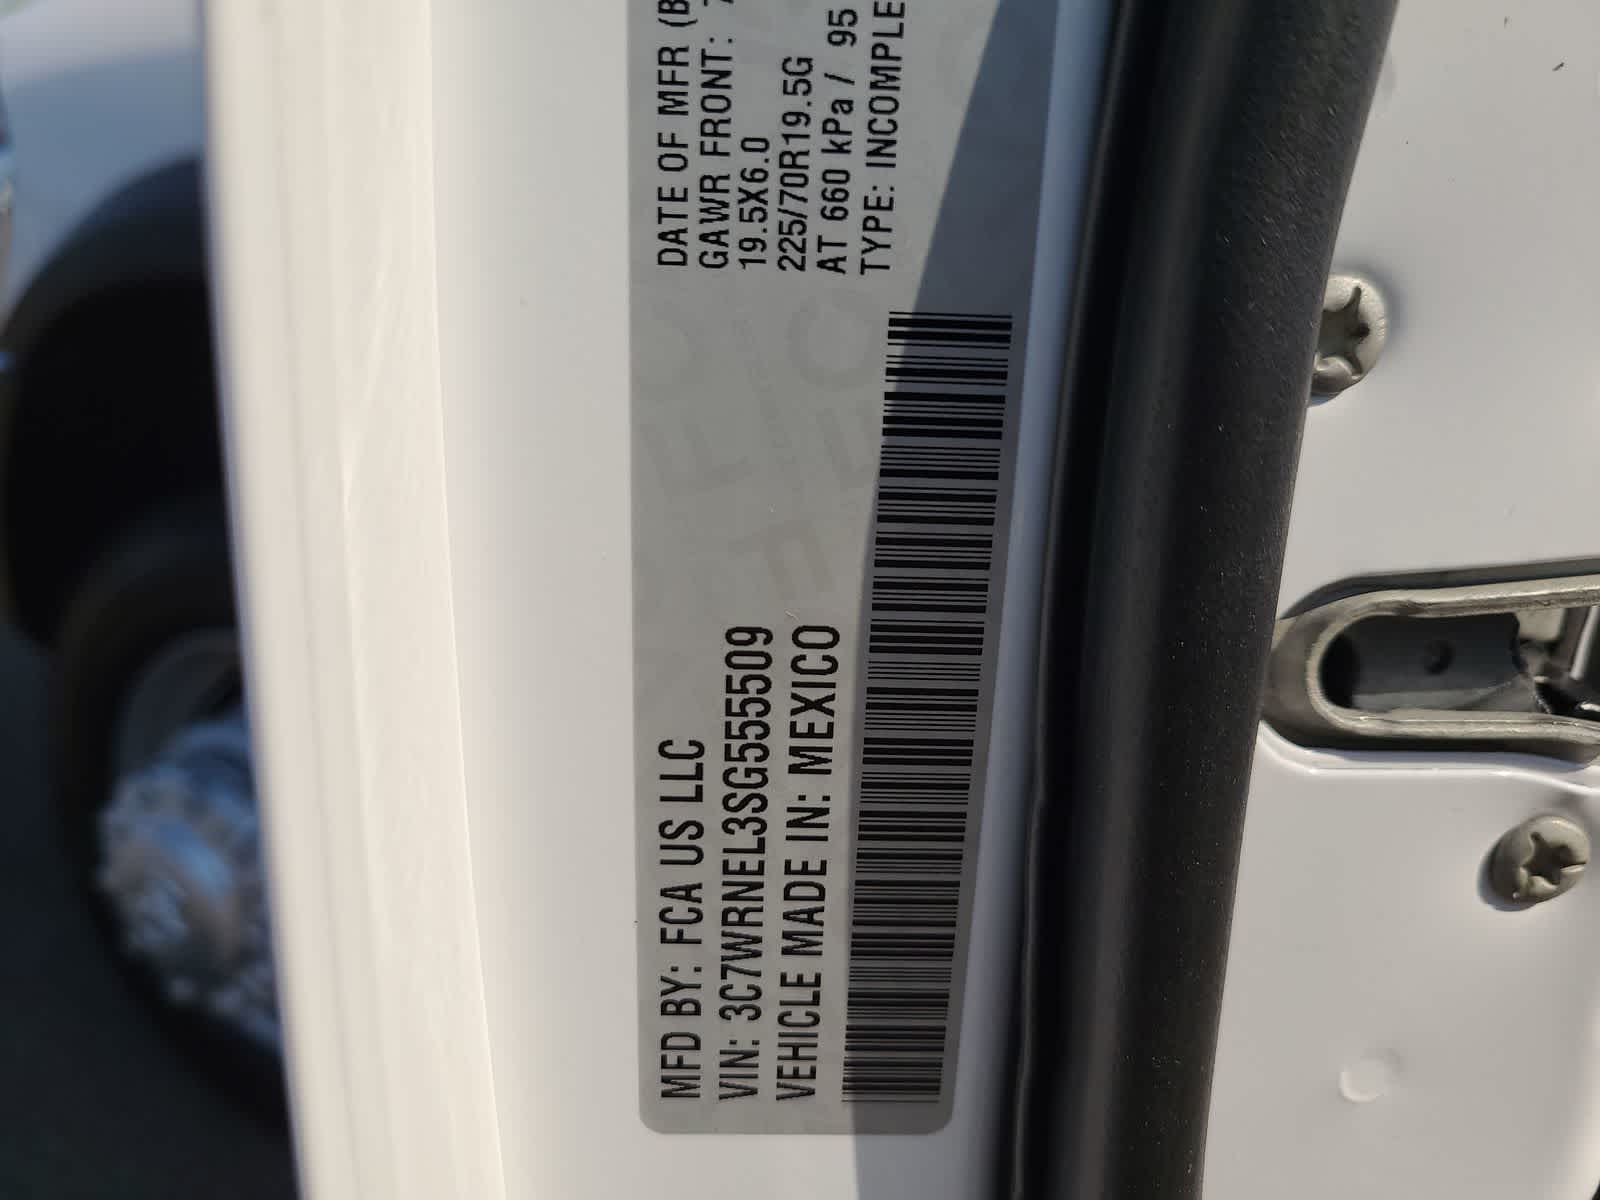 MFD BY: FCA US LLC
VIN: 3C7WRNEL3SG555509
VEHICLE MADE IN: MEXICO
DATE OF MFR (B
GAWR FRONT:
19.5X6.0
225/70R19.5G
AT 660 kPa / 95
TYPE: INCOMPLE